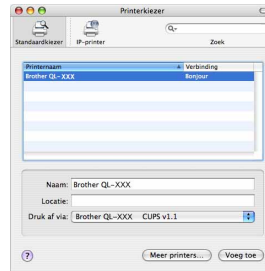 Printerkiezer
Standaardkiezer IP-printer Zoek
Printernaam Verbinding
Brother QL-XXX Bonjour
Naam: Brother QL-XXX
Locatie:
Druk af via: Brother QL-XXX CUPS v1.1
? Meer printers... Voeg toe